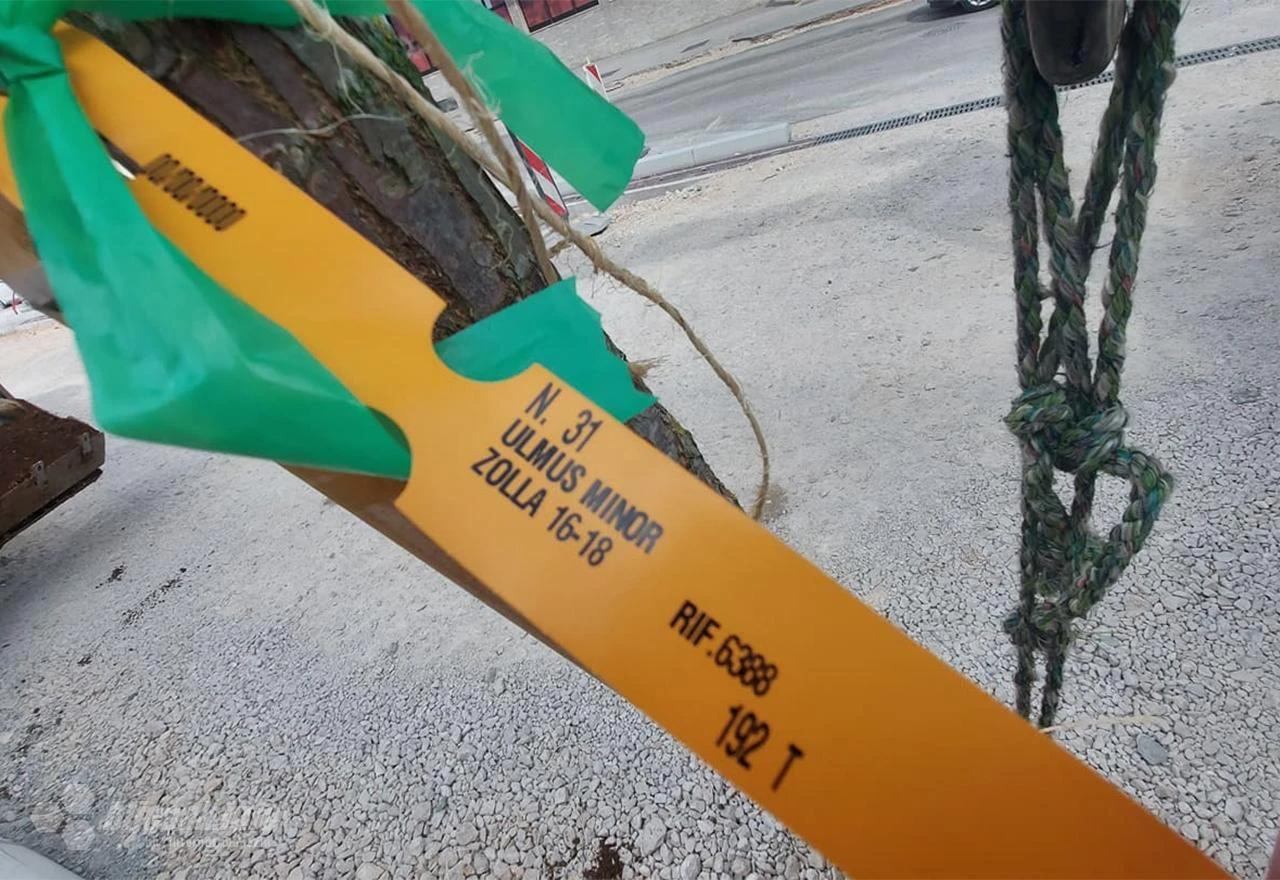 N. 31
ULMUS MINOR
ZOLLA 16-18
RIF.6388
192 T